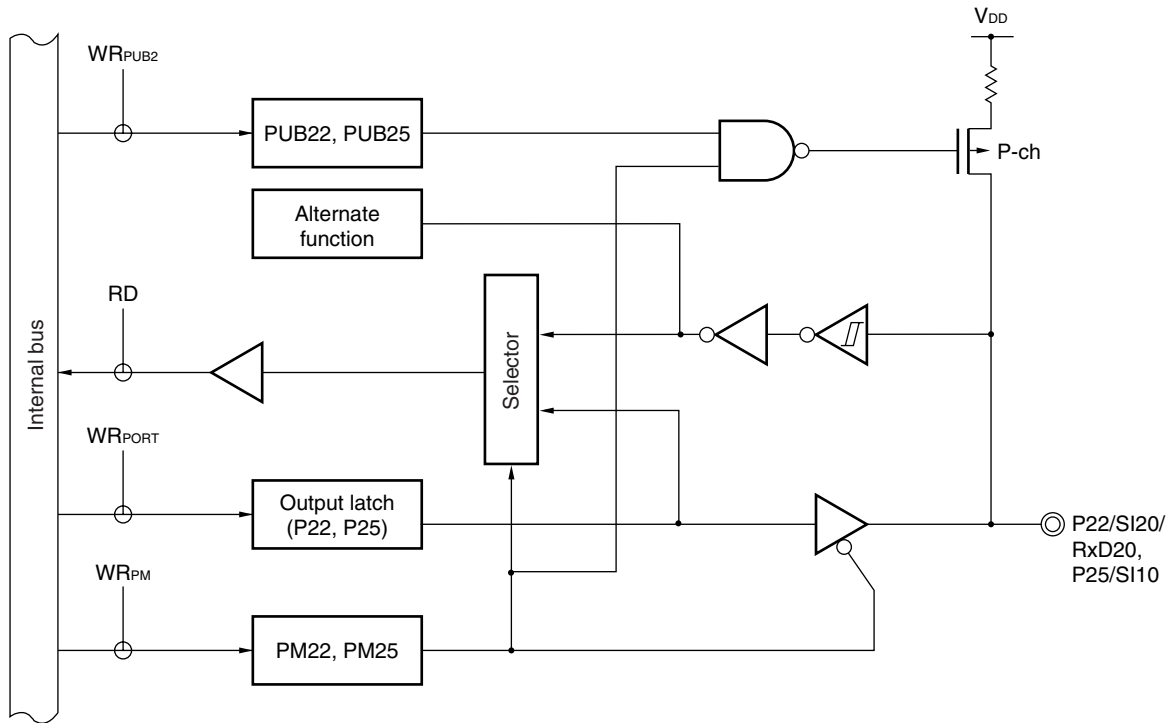 VDD
WRPUB2
PUB22, PUB25
P-ch
Alternate
function
RD
Internal bus
Selector
WRPORT
Output latch
(P22, P25)
P22/SI20/
RxD20,
P25/SI10
WRPM
PM22, PM25